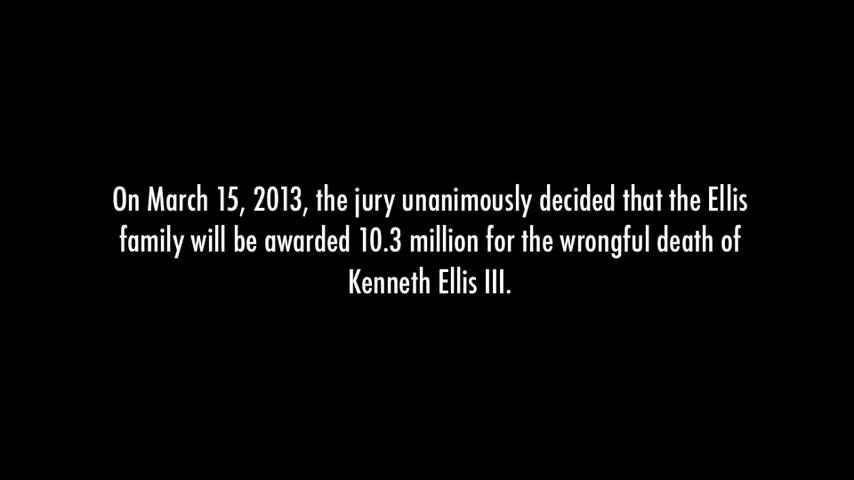 On March 15, 2013, the jury unanimously decided that the Ellis
family will be awarded 10.3 million for the wrongful death of
Kenneth Ellis III.